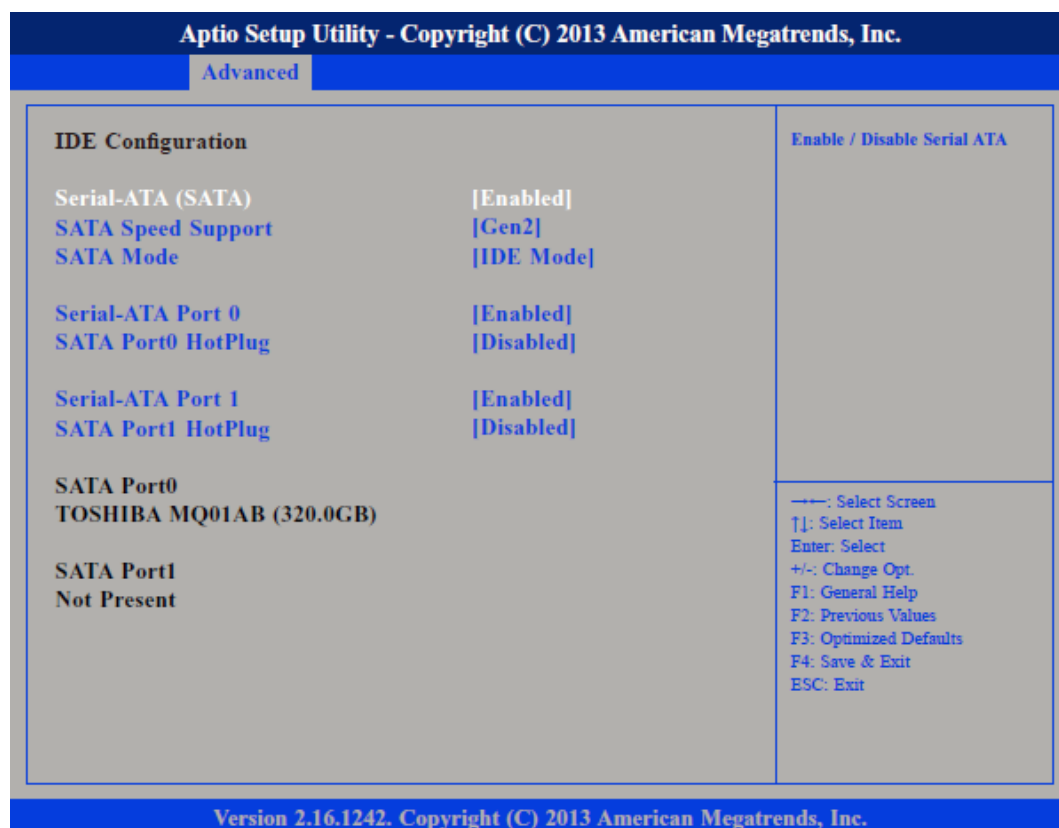 Aptio Setup Utility - Copyright (C) 2013 American Megatrends, Inc.
Advanced
IDE Configuration
Serial-ATA (SATA) [Enabled]
SATA Speed Support [Gen2]
SATA Mode [IDE Mode]
Serial-ATA Port 0 [Enabled]
SATA Port0 HotPlug [Disabled]
Serial-ATA Port 1 [Enabled]
SATA Port1 HotPlug [Disabled]
SATA Port0
TOSHIBA MQ01AB (320.0GB)
SATA Port1
Not Present
Enable / Disable Serial ATA
→←: Select Screen
↑↓: Select Item
Enter: Select
+/-: Change Opt.
F1: General Help
F2: Previous Values
F3: Optimized Defaults
F4: Save & Exit
ESC: Exit
Version 2.16.1242. Copyright (C) 2013 American Megatrends, Inc.